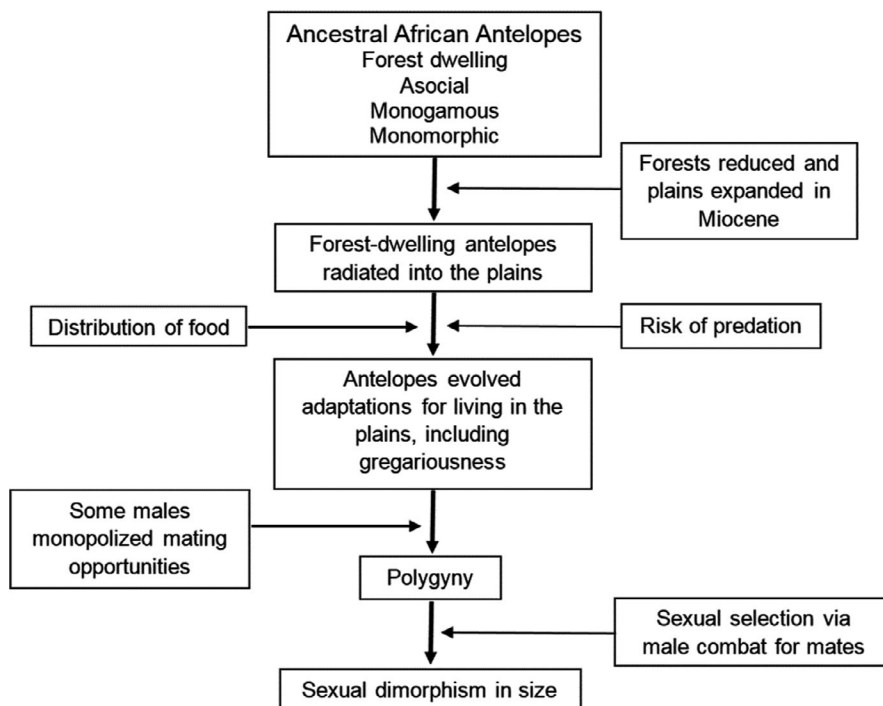 Ancestral African Antelopes
Forest dwelling
Asocial
Monogamous
Monomorphic
Forests reduced and
plains expanded in
Miocene
Forest-dwelling antelopes
radiated into the plains
Distribution of food
Risk of predation
Antelopes evolved
adaptations for living in the
plains, including
gregariousness
Some males
monopolized mating
opportunities
Polygyny
Sexual selection via
male combat for mates
Sexual dimorphism in size